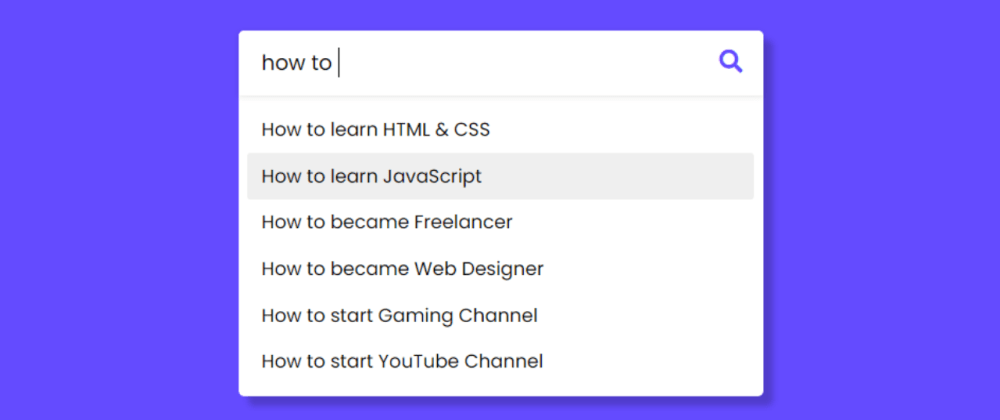 how to
How to learn HTML & CSS
How to learn JavaScript
How to became Freelancer
How to became Web Designer
How to start Gaming Channel
How to start YouTube Channel